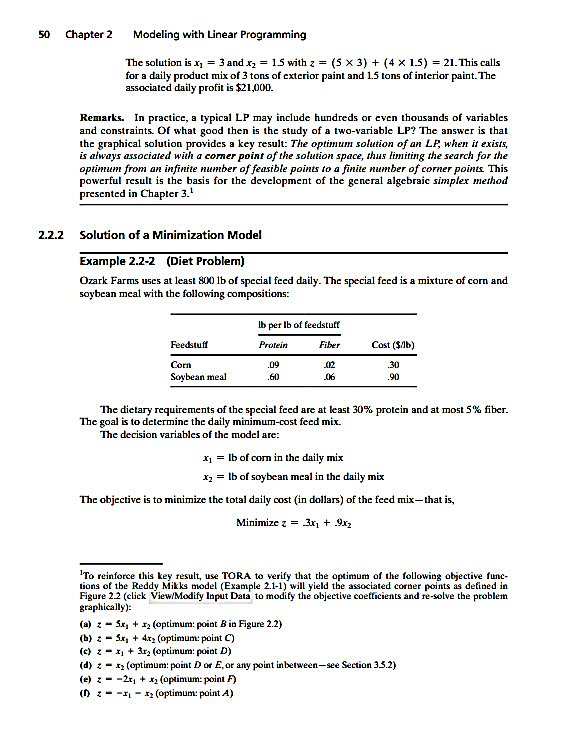 50 Chapter 2 Modeling with Linear Programming
The solution is x₁ = 3 and x₂ = 1.5 with z = (5 × 3) + (4 × 1.5) = 21. This calls
for a daily product mix of 3 tons of exterior paint and 1.5 tons of interior paint. The
associated daily profit is $21,000.
Remarks. In practice, a typical LP may include hundreds or even thousands of variables
and constraints. Of what good then is the study of a two-variable LP? The answer is that
the graphical solution provides a key result: The optimum solution of an LP, when it exists,
is always associated with a corner point of the solution space, thus limiting the search for the
optimum from an infinite number of feasible points to a finite number of corner points. This
powerful result is the basis for the development of the general algebraic simplex method
presented in Chapter 3.¹
2.2.2 Solution of a Minimization Model
Example 2.2-2 (Diet Problem)
Ozark Farms uses at least 800 lb of special feed daily. The special feed is a mixture of corn and
soybean meal with the following compositions:
lb per lb of feedstuff
Feedstuff Protein Fiber Cost ($/lb)
Corn .09 .02 .30
Soybean meal .60 .06 .90
The dietary requirements of the special feed are at least 30% protein and at most 5% fiber.
The goal is to determine the daily minimum-cost feed mix.
The decision variables of the model are:
x₁ = lb of corn in the daily mix
x₂ = lb of soybean meal in the daily mix
The objective is to minimize the total daily cost (in dollars) of the feed mix—that is,
Minimize z = .3x₁ + .9x₂
¹To reinforce this key result, use TORA to verify that the optimum of the following objective func-
tions of the Reddy Mikks model (Example 2.1-1) will yield the associated corner points as defined in
Figure 2.2 (click View/Modify Input Data to modify the objective coefficients and re-solve the problem
graphically):
(a) z = 5x₁ + x₂ (optimum: point B in Figure 2.2)
(b) z = 5x₁ + 4x₂ (optimum: point C)
(c) z = x₁ + 3x₂ (optimum: point D)
(d) z = x₂ (optimum: point D or E, or any point inbetween—see Section 3.5.2)
(e) z = −2x₁ + x₂ (optimum: point F)
(f) z = −x₁ − x₂ (optimum: point A)